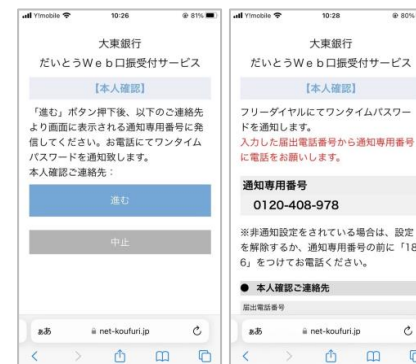 Y!mobile 10:26 81%
大東銀行
だいとうWeb口振受付サービス
【本人確認】
「進む」ボタン押下後、以下のご連絡先
より画面に表示される通知専用番号に発
信してください。お電話にてワンタイム
パスワードを通知致します。
本人確認ご連絡先：
進む
中止
ぁあ net-koufuri.jp
Y!mobile 10:28 80%
大東銀行
だいとうWeb口振受付サービス
【本人確認】
フリーダイヤルにてワンタイムパスワー
ドを通知します。
入力した届出電話番号から通知専用番号
に電話をお願いします。
通知専用番号
0120-408-978
※非通知設定をされている場合は、設定
を解除するか、通知専用番号の前に「18
6」をつけてお電話ください。
● 本人確認ご連絡先
届出電話番号
ぁあ net-koufuri.jp